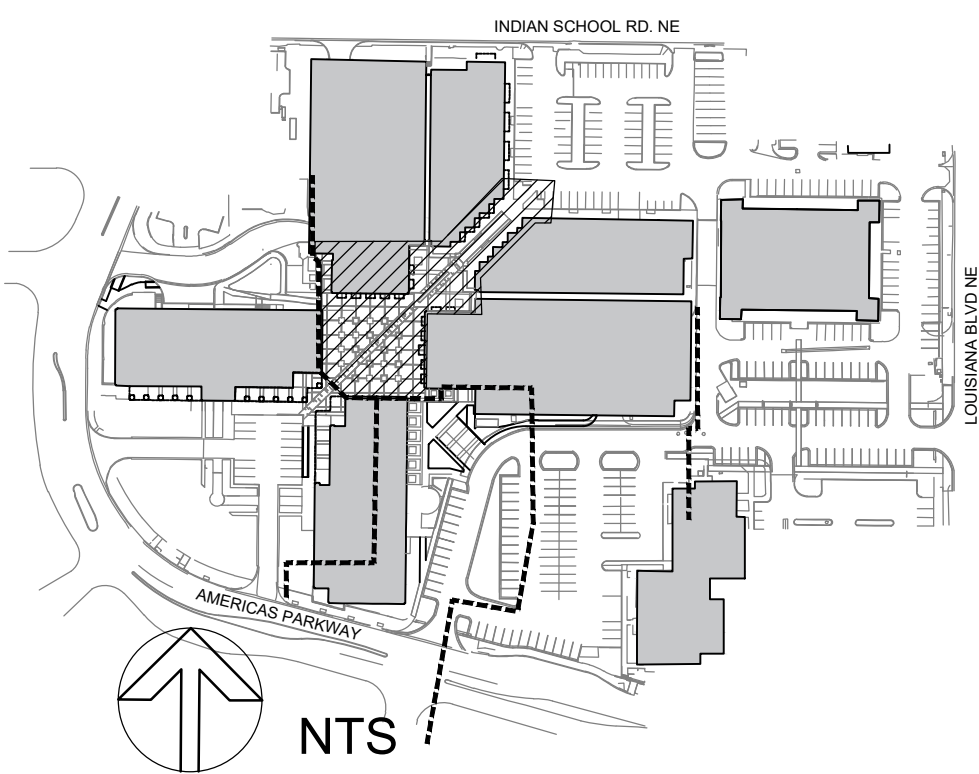 INDIAN SCHOOL RD. NE
LOUISIANA BLVD NE
AMERICAS PARKWAY
NTS